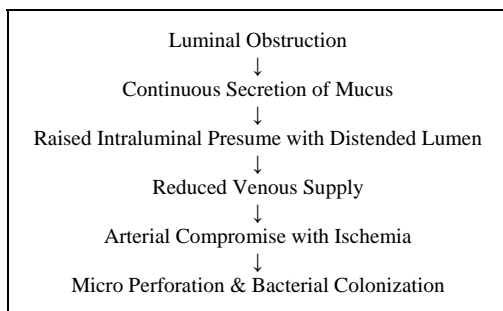 Luminal Obstruction
↓
Continuous Secretion of Mucus
↓
Raised Intraluminal Presume with Distended Lumen
↓
Reduced Venous Supply
↓
Arterial Compromise with Ischemia
↓
Micro Perforation & Bacterial Colonization